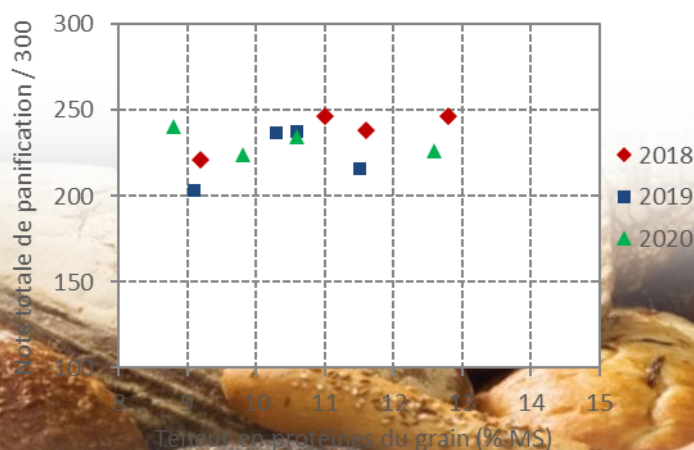 Note totale de panification / 300
300
250
200
150
100
8 9 10 11 12 13 14 15
Teneur en protéines du grain (% MS)
2018
2019
2020